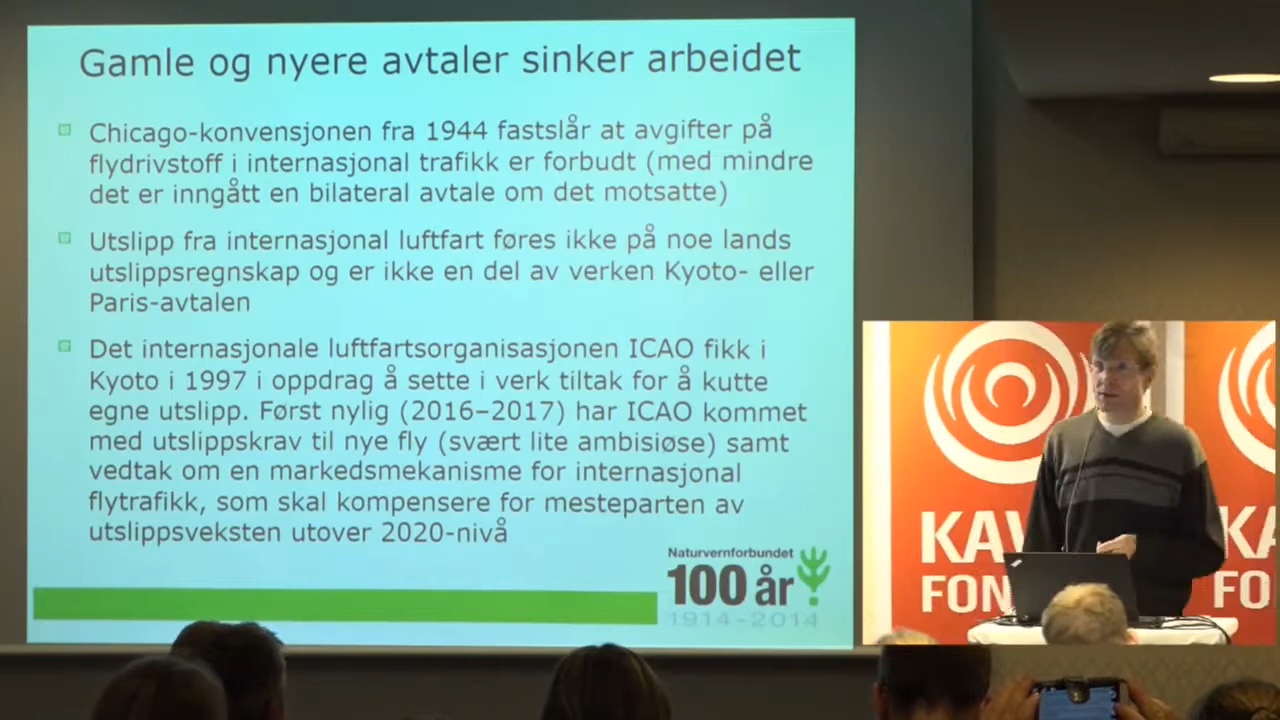 Gamle og nyere avtaler sinker arbeidet
Chicago-konvensjonen fra 1944 fastslår at avgifter på
flydrivstoff i internasjonal trafikk er forbudt (med mindre
det er inngått en bilateral avtale om det motsatte)
Utslipp fra internasjonal luftfart føres ikke på noe lands
utslippsregnskap og er ikke en del av verken Kyoto- eller
Paris-avtalen
Det internasjonale luftfartsorganisasjonen ICAO fikk i
Kyoto i 1997 i oppdrag å sette i verk tiltak for å kutte
egne utslipp. Først nylig (2016–2017) har ICAO kommet
med utslippskrav til nye fly (svært lite ambisiøse) samt
vedtak om en markedsmekanisme for internasjonal
flytrafikk, som skal kompensere for mesteparten av
utslippsveksten utover 2020-nivå
Naturvernforbundet
100 år
1914–2014
KAV
FON
KA
FO